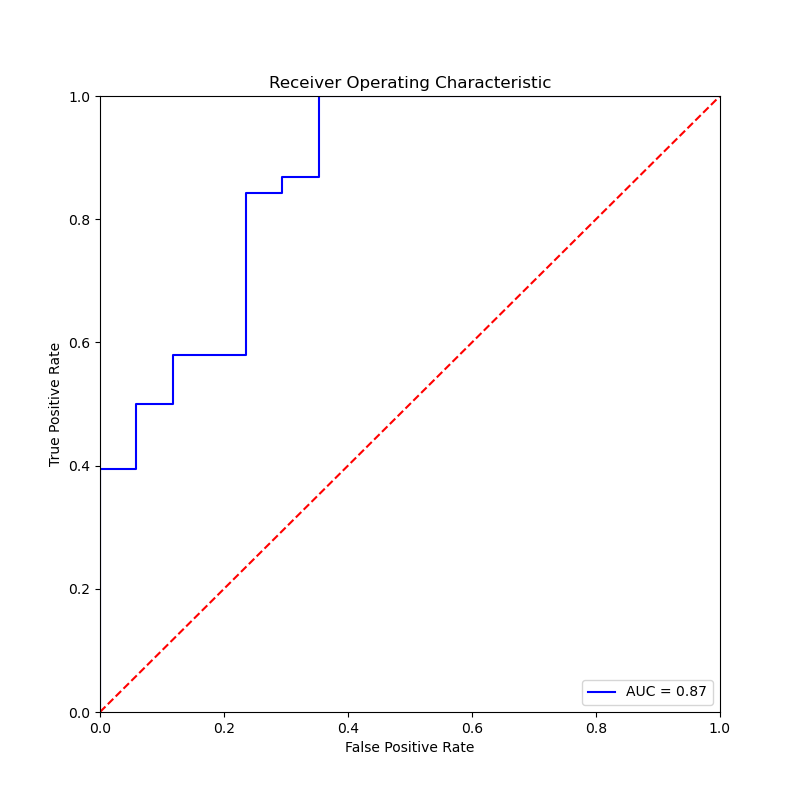 Receiver Operating Characteristic
1.0
0.8
0.6
0.4
0.2
0.0
True Positive Rate
AUC = 0.87
0.0 0.2 0.4 0.6 0.8 1.0
False Positive Rate